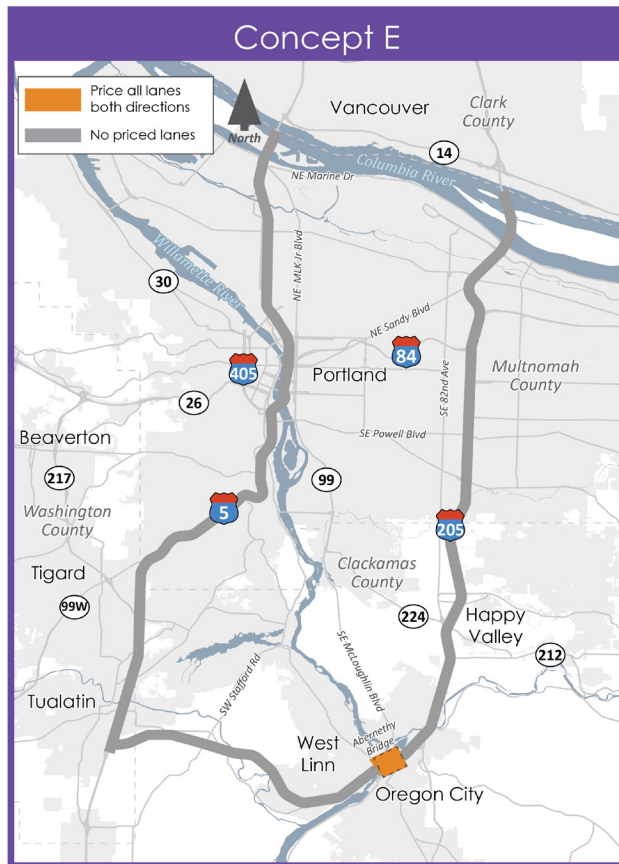 Concept E
Price all lanes
both directions
No priced lanes
North
Vancouver
Clark
County
14
Columbia River
NE Marine Dr
Willamette River
NE MLK Jr Blvd
30
NE Sandy Blvd
405
84
Portland
Multnomah
County
26
SE 82nd Ave
SE Powell Blvd
Beaverton
217
99
Washington
County
5
205
Clackamas
County
Tigard
99W
224
Happy
Valley
212
SW Stafford Rd
SE McLoughlin Blvd
Tualatin
Abernethy
Bridge
West
Linn
Oregon City